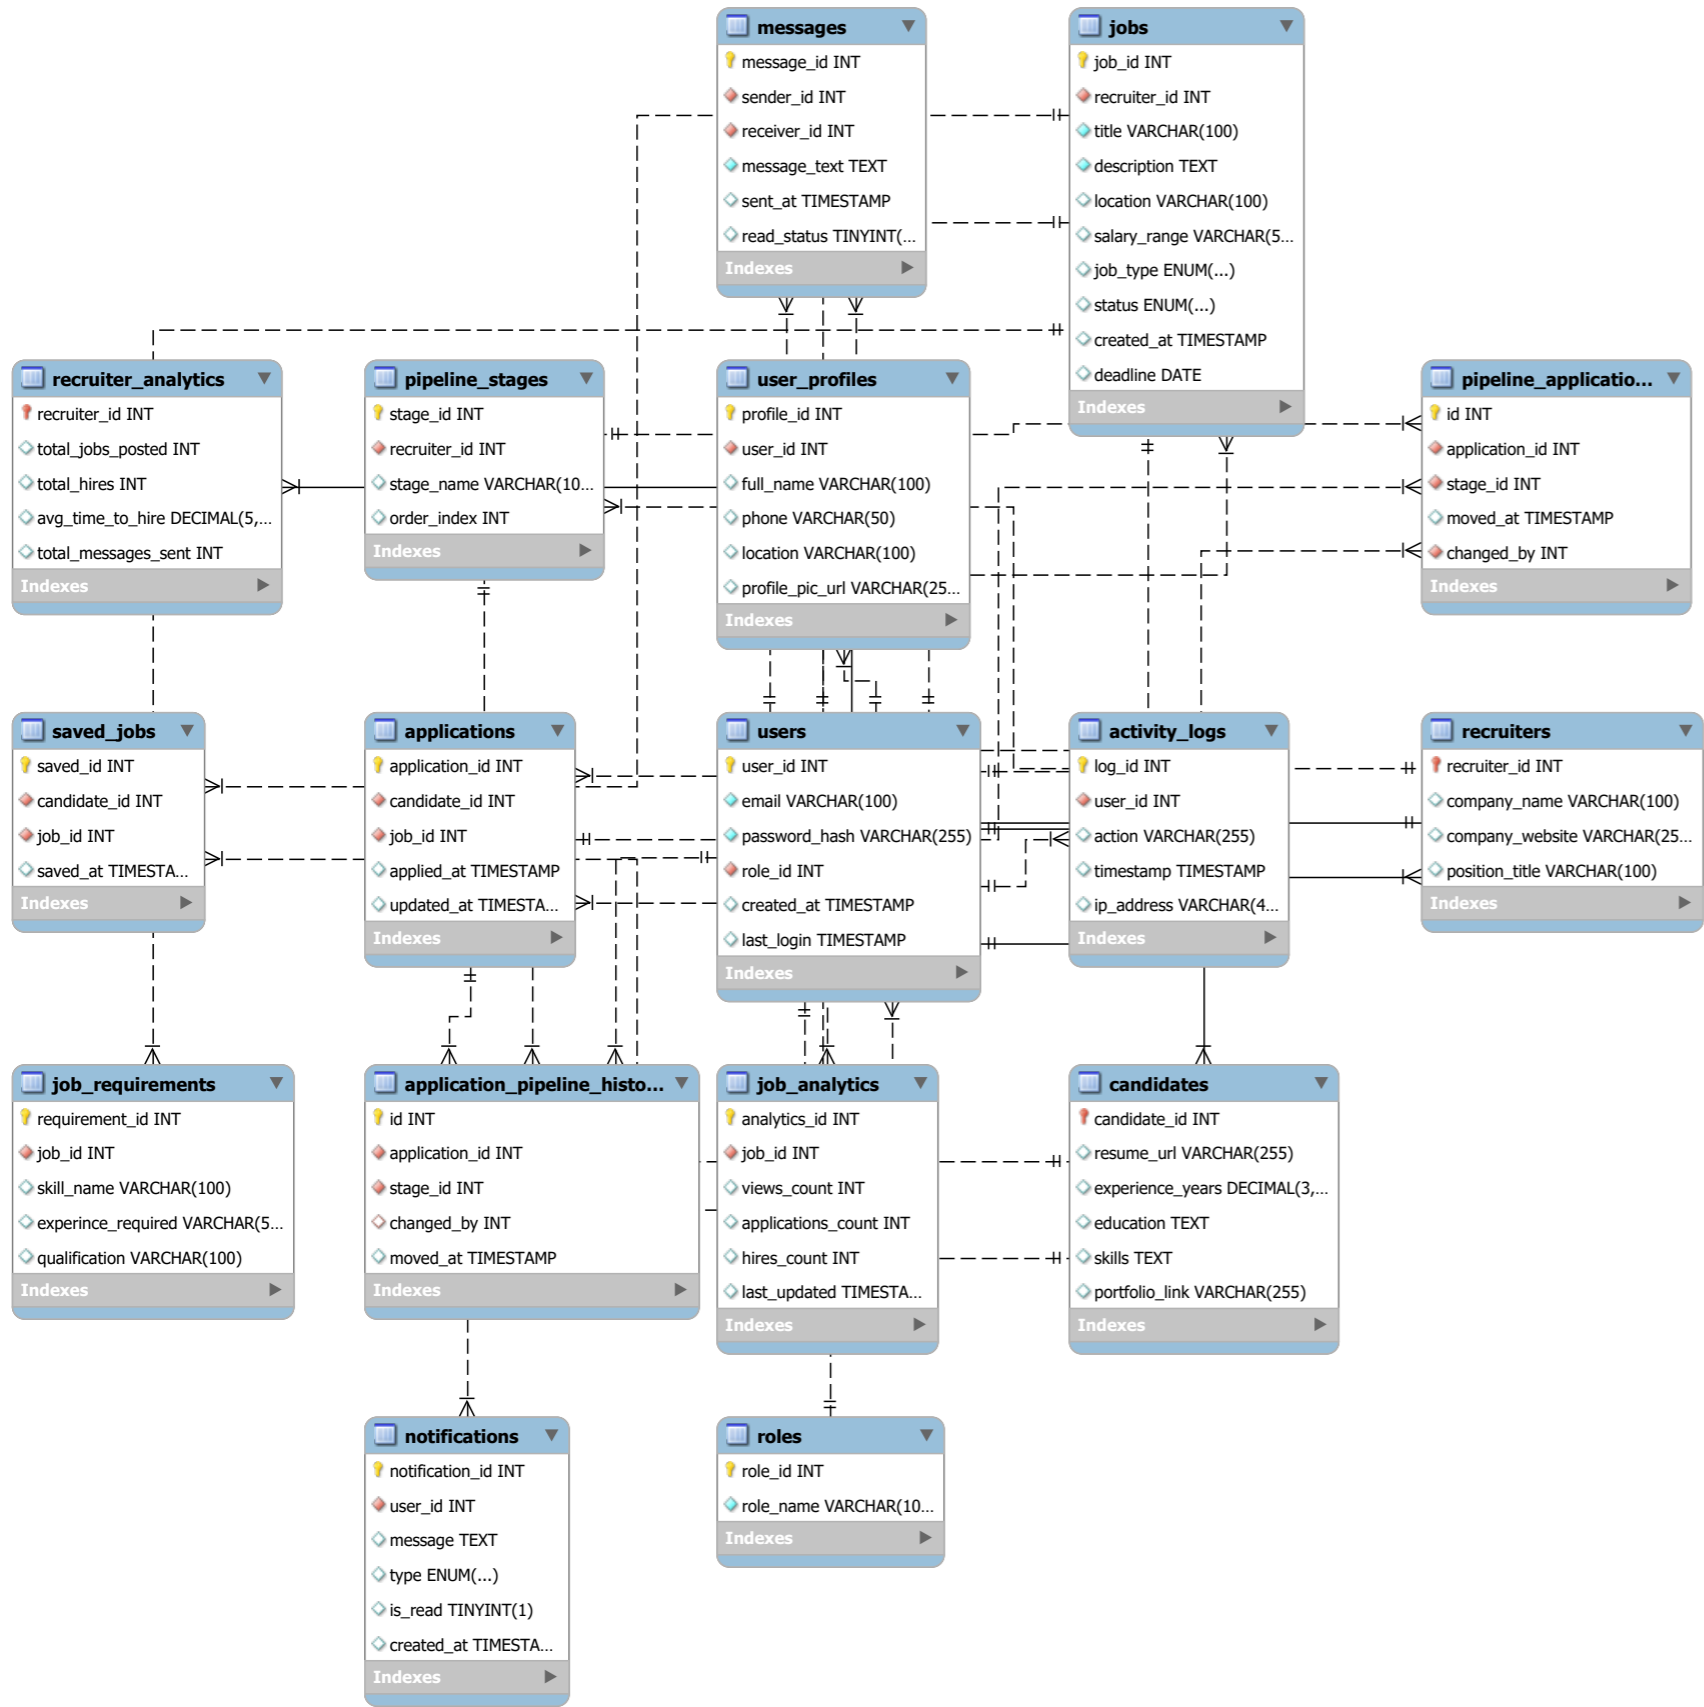 messages
message_id INT
sender_id INT
receiver_id INT
message_text TEXT
sent_at TIMESTAMP
read_status TINYINT(...
Indexes
jobs
job_id INT
recruiter_id INT
title VARCHAR(100)
description TEXT
location VARCHAR(100)
salary_range VARCHAR(5...
job_type ENUM(...)
status ENUM(...)
created_at TIMESTAMP
deadline DATE
Indexes
recruiter_analytics
recruiter_id INT
total_jobs_posted INT
total_hires INT
avg_time_to_hire DECIMAL(5,...
total_messages_sent INT
Indexes
pipeline_stages
stage_id INT
recruiter_id INT
stage_name VARCHAR(10...
order_index INT
Indexes
user_profiles
profile_id INT
user_id INT
full_name VARCHAR(100)
phone VARCHAR(50)
location VARCHAR(100)
profile_pic_url VARCHAR(25...
Indexes
pipeline_applicatio...
id INT
application_id INT
stage_id INT
moved_at TIMESTAMP
changed_by INT
Indexes
saved_jobs
saved_id INT
candidate_id INT
job_id INT
saved_at TIMESTA...
Indexes
applications
application_id INT
candidate_id INT
job_id INT
applied_at TIMESTAMP
updated_at TIMESTA...
Indexes
users
user_id INT
email VARCHAR(100)
password_hash VARCHAR(255)
role_id INT
created_at TIMESTAMP
last_login TIMESTAMP
Indexes
activity_logs
log_id INT
user_id INT
action VARCHAR(255)
timestamp TIMESTAMP
ip_address VARCHAR(4...
Indexes
recruiters
recruiter_id INT
company_name VARCHAR(100)
company_website VARCHAR(25...
position_title VARCHAR(100)
Indexes
job_requirements
requirement_id INT
job_id INT
skill_name VARCHAR(100)
experince_required VARCHAR(5...
qualification VARCHAR(100)
Indexes
application_pipeline_histo...
id INT
application_id INT
stage_id INT
changed_by INT
moved_at TIMESTAMP
Indexes
job_analytics
analytics_id INT
job_id INT
views_count INT
applications_count INT
hires_count INT
last_updated TIMESTA...
Indexes
candidates
candidate_id INT
resume_url VARCHAR(255)
experience_years DECIMAL(3,...
education TEXT
skills TEXT
portfolio_link VARCHAR(255)
Indexes
notifications
notification_id INT
user_id INT
message TEXT
type ENUM(...)
is_read TINYINT(1)
created_at TIMESTA...
Indexes
roles
role_id INT
role_name VARCHAR(10...
Indexes